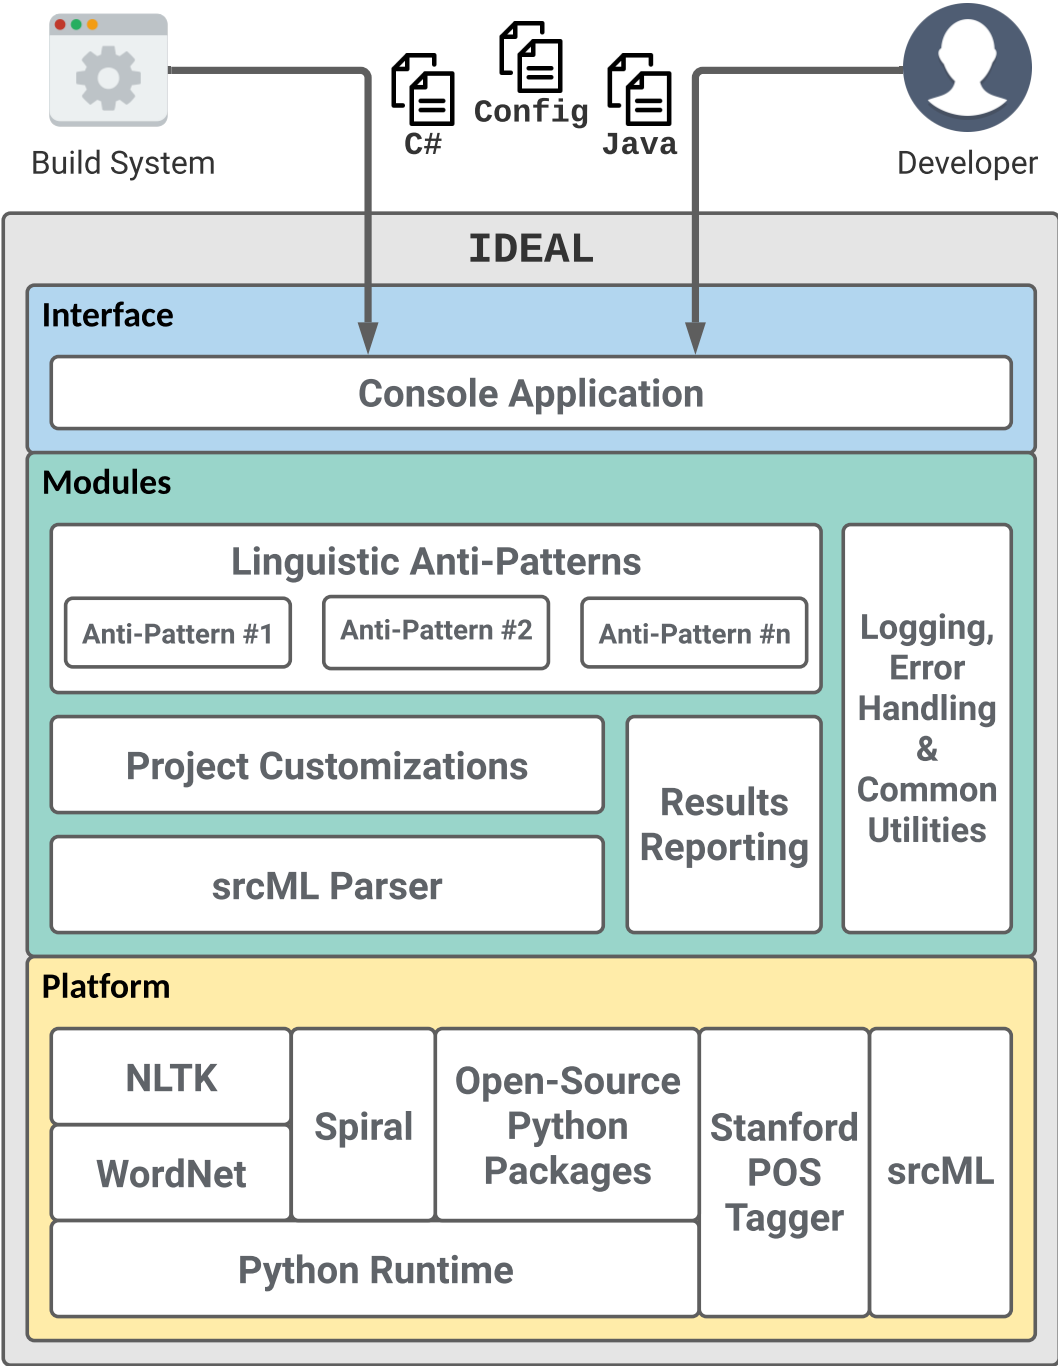 Build System
C#
Config
Java
Developer
IDEAL
Interface
Console Application
Modules
Linguistic Anti-Patterns
Anti-Pattern #1
Anti-Pattern #2
Anti-Pattern #n
Logging,
Error
Handling
&
Common
Utilities
Project Customizations
Results
Reporting
srcML Parser
Platform
NLTK
WordNet
Spiral
Open-Source
Python
Packages
Stanford
POS
Tagger
srcML
Python Runtime